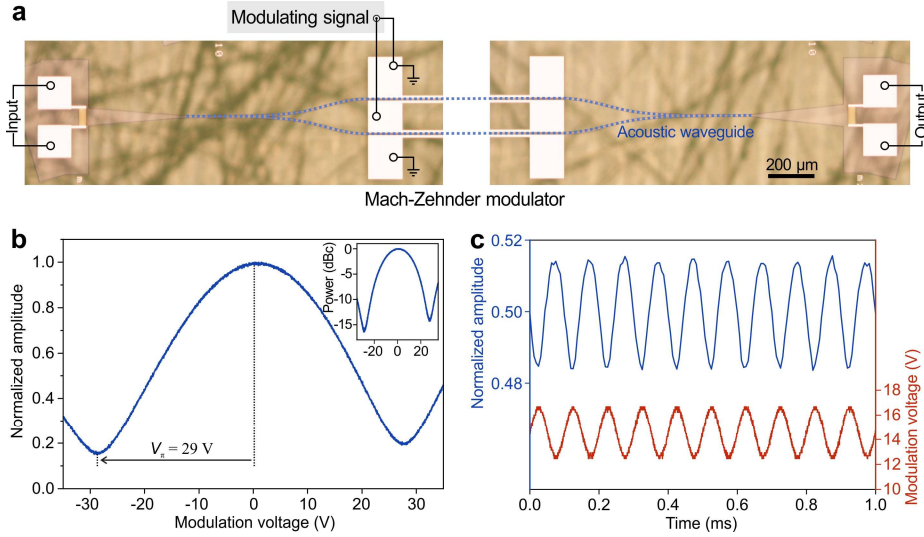 a
Modulating signal
Input
Output
Acoustic waveguide
200 µm
Mach-Zehnder modulator
b
Normalized amplitude
1.0
0.8
0.6
0.4
0.2
0.0
-30
-20
-10
0
10
20
30
Modulation voltage (V)
Vπ = 29 V
Power (dBc)
0
-5
-10
-15
-20
0
20
c
Normalized amplitude
0.52
0.50
0.48
Modulation voltage (V)
18
16
14
12
10
0.0
0.2
0.4
0.6
0.8
1.0
Time (ms)